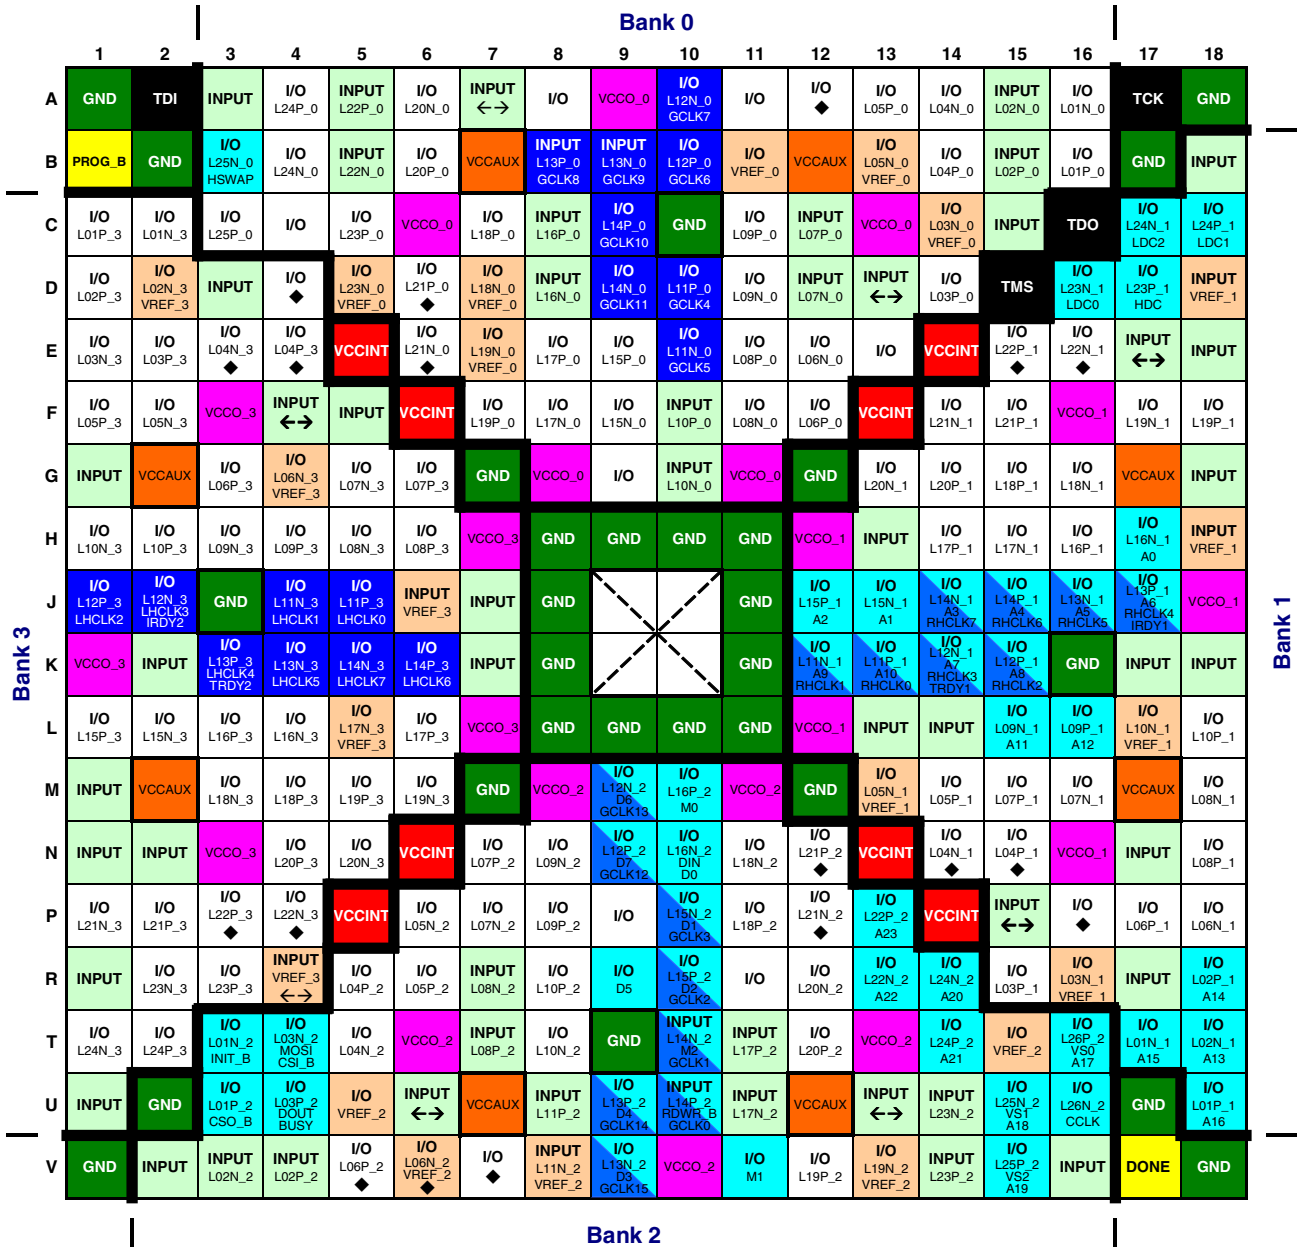 Bank 0
1 2 3 4 5 6 7 8 9 10 11 12 13 14 15 16 17 18
A GND TDI INPUT I/O L24P_0 INPUT L22P_0 I/O L20N_0 INPUT ←→ I/O VCCO_0 I/O L12N_0 GCLK7 I/O I/O ◆ I/O L05P_0 I/O L04N_0 INPUT L02N_0 I/O L01N_0 TCK GND
B PROG_B GND I/O L25N_0 HSWAP I/O L24N_0 INPUT L22N_0 I/O L20P_0 VCCAUX INPUT L13P_0 GCLK8 INPUT L13N_0 GCLK9 I/O L12P_0 GCLK6 I/O VREF_0 VCCAUX I/O L05N_0 VREF_0 I/O L04P_0 INPUT L02P_0 I/O L01P_0 GND INPUT
C I/O L01P_3 I/O L01N_3 I/O L25P_0 I/O I/O L23P_0 VCCO_0 I/O L18P_0 INPUT L16P_0 I/O L14P_0 GCLK10 GND I/O L09P_0 INPUT L07P_0 VCCO_0 I/O L03N_0 VREF_0 INPUT TDO I/O L24N_1 LDC2 I/O L24P_1 LDC1
D I/O L02P_3 I/O L02N_3 VREF_3 INPUT I/O ◆ I/O L23N_0 VREF_0 I/O L21P_0 ◆ I/O L18N_0 VREF_0 INPUT L16N_0 I/O L14N_0 GCLK11 I/O L11P_0 GCLK4 I/O L09N_0 INPUT L07N_0 INPUT ←→ I/O L03P_0 TMS I/O L23N_1 LDC0 I/O L23P_1 HDC INPUT VREF_1
E I/O L03N_3 I/O L03P_3 I/O L04N_3 ◆ I/O L04P_3 ◆ VCCINT I/O L21N_0 ◆ I/O L19N_0 VREF_0 I/O L17P_0 I/O L15P_0 I/O L11N_0 GCLK5 I/O L08P_0 I/O L06N_0 I/O VCCINT I/O L22P_1 ◆ I/O L22N_1 ◆ INPUT ←→ INPUT
F I/O L05P_3 I/O L05N_3 VCCO_3 INPUT ←→ INPUT VCCINT I/O L19P_0 I/O L17N_0 I/O L15N_0 INPUT L10P_0 I/O L08N_0 I/O L06P_0 VCCINT I/O L21N_1 I/O L21P_1 VCCO_1 I/O L19N_1 I/O L19P_1
G INPUT VCCAUX I/O L06P_3 I/O L06N_3 VREF_3 I/O L07N_3 I/O L07P_3 GND VCCO_0 I/O INPUT L10N_0 VCCO_0 GND I/O L20N_1 I/O L20P_1 I/O L18P_1 I/O L18N_1 VCCAUX INPUT
H I/O L10N_3 I/O L10P_3 I/O L09N_3 I/O L09P_3 I/O L08N_3 I/O L08P_3 VCCO_3 GND GND GND GND VCCO_1 INPUT I/O L17P_1 I/O L17N_1 I/O L16P_1 I/O L16N_1 A0 INPUT VREF_1
J I/O L12P_3 LHCLK2 I/O L12N_3 LHCLK3 IRDY2 GND I/O L11N_3 LHCLK1 I/O L11P_3 LHCLK0 INPUT VREF_3 INPUT GND GND I/O L15P_1 A2 I/O L15N_1 A1 I/O L14N_1 A3 RHCLK7 I/O L14P_1 A4 RHCLK6 I/O L13N_1 A5 RHCLK5 I/O L13P_1 A6 RHCLK4 IRDY1 VCCO_1
K VCCO_3 INPUT I/O L13P_3 LHCLK4 TRDY2 I/O L13N_3 LHCLK5 I/O L14N_3 LHCLK7 I/O L14P_3 LHCLK6 INPUT GND GND I/O L11N_1 A9 RHCLK1 I/O L11P_1 A10 RHCLK0 I/O L12N_1 A7 RHCLK3 TRDY1 I/O L12P_1 A8 RHCLK2 GND INPUT INPUT
L I/O L15P_3 I/O L15N_3 I/O L16P_3 I/O L16N_3 I/O L17N_3 VREF_3 I/O L17P_3 VCCO_3 GND GND GND GND VCCO_1 INPUT INPUT I/O L09N_1 A11 I/O L09P_1 A12 I/O L10N_1 VREF_1 I/O L10P_1
M INPUT VCCAUX I/O L18N_3 I/O L18P_3 I/O L19P_3 I/O L19N_3 GND VCCO_2 I/O L12N_2 D6 GCLK13 I/O L16P_2 M0 VCCO_2 GND I/O L05N_1 VREF_1 I/O L05P_1 I/O L07P_1 I/O L07N_1 VCCAUX I/O L08N_1
N INPUT INPUT VCCO_3 I/O L20P_3 I/O L20N_3 VCCINT I/O L07P_2 I/O L09N_2 I/O L12P_2 D7 GCLK12 I/O L16N_2 DIN D0 I/O L18N_2 I/O L21P_2 ◆ VCCINT I/O L04N_1 ◆ I/O L04P_1 ◆ VCCO_1 INPUT I/O L08P_1
P I/O L21N_3 I/O L21P_3 I/O L22P_3 ◆ I/O L22N_3 ◆ VCCINT I/O L05N_2 I/O L07N_2 I/O L09P_2 I/O I/O L15N_2 D1 GCLK3 I/O L18P_2 I/O L21N_2 ◆ I/O L22P_2 A23 VCCINT INPUT ←→ I/O ◆ I/O L06P_1 I/O L06N_1
R INPUT I/O L23N_3 I/O L23P_3 INPUT VREF_3 ←→ I/O L04P_2 I/O L05P_2 INPUT L08N_2 I/O L10P_2 I/O D5 I/O L15P_2 D2 GCLK2 I/O I/O L20N_2 I/O L22N_2 A22 I/O L24N_2 A20 I/O L03P_1 I/O L03N_1 VREF_1 INPUT I/O L02P_1 A14
T I/O L24N_3 I/O L24P_3 I/O L01N_2 INIT_B I/O L03N_2 MOSI CSI_B I/O L04N_2 VCCO_2 INPUT L08P_2 I/O L10N_2 GND INPUT L14N_2 M2 GCLK1 INPUT L17P_2 I/O L20P_2 VCCO_2 I/O L24P_2 A21 I/O VREF_2 I/O L26P_2 VS0 A17 I/O L01N_1 A15 I/O L02N_1 A13
U INPUT GND I/O L01P_2 CSO_B I/O L03P_2 DOUT BUSY I/O VREF_2 INPUT ←→ VCCAUX INPUT L11P_2 I/O L13P_2 D4 GCLK14 INPUT L14P_2 RDWR_B GCLK0 INPUT L17N_2 VCCAUX INPUT ←→ INPUT L23N_2 I/O L25N_2 VS1 A18 I/O L26N_2 CCLK GND I/O L01P_1 A16
V GND INPUT INPUT L02N_2 INPUT L02P_2 I/O L06P_2 ◆ I/O L06N_2 VREF_2 ◆ I/O ◆ INPUT L11N_2 VREF_2 I/O L13N_2 D3 GCLK15 VCCO_2 I/O M1 I/O L19P_2 I/O L19N_2 VREF_2 INPUT L23P_2 I/O L25P_2 VS2 A19 INPUT DONE GND
Bank 3
Bank 1
Bank 2